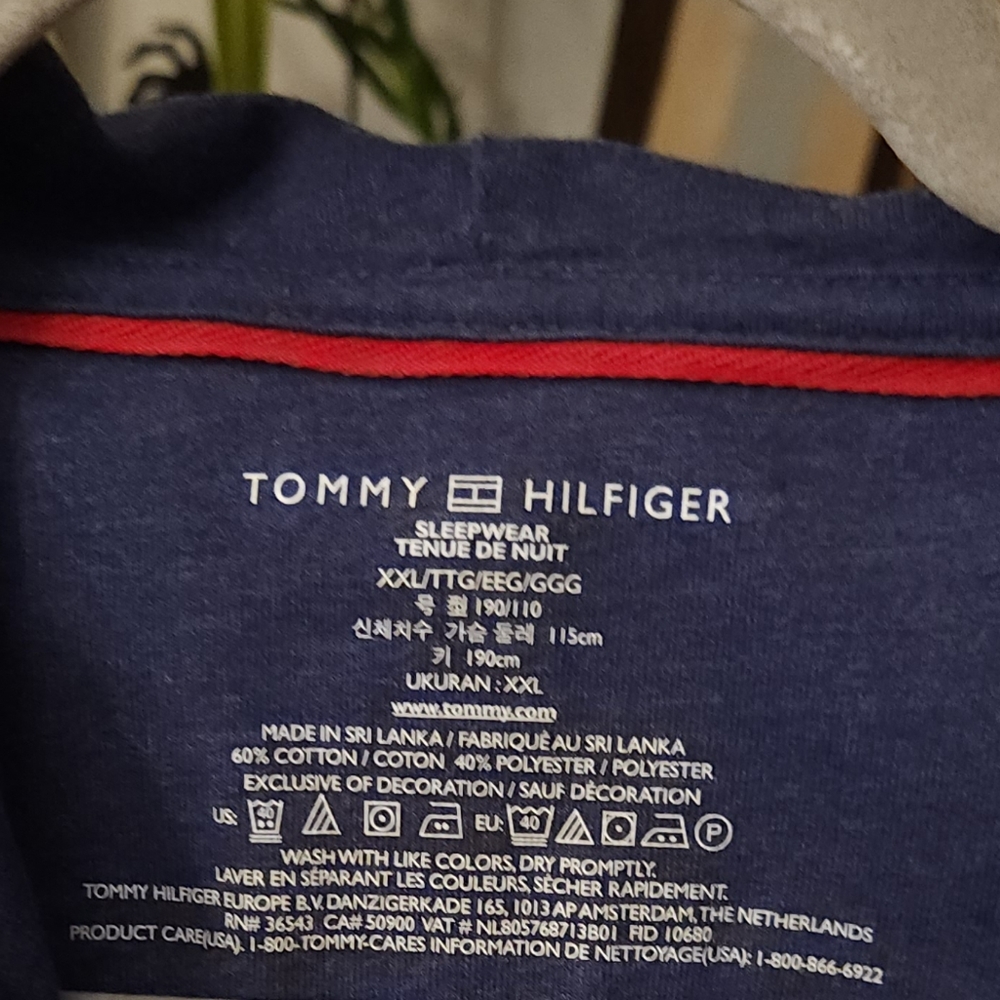 TOMMY HILFIGER
SLEEPWEAR
TENUE DE NUIT
XXL/TTG/EEG/GGG
号 型 190/110
신체치수 가슴 둘레 115cm
키 190cm
UKURAN : XXL
www.tommy.com
MADE IN SRI LANKA / FABRIQUÉ AU SRI LANKA
60% COTTON / COTON 40% POLYESTER / POLYESTER
EXCLUSIVE OF DECORATION / SAUF DÉCORATION
US: 40 EU: 40 P
WASH WITH LIKE COLORS, DRY PROMPTLY.
LAVER EN SÉPARANT LES COULEURS, SÉCHER RAPIDEMENT.
TOMMY HILFIGER EUROPE B.V. DANZIGERKADE 165, 1013 AP AMSTERDAM, THE NETHERLANDS
RN# 36543 CA# 50900 VAT # NL805768713B01 FID 10680
PRODUCT CARE(USA). 1-800-TOMMY-CARES INFORMATION DE NETTOYAGE(USA): 1-800-866-6922